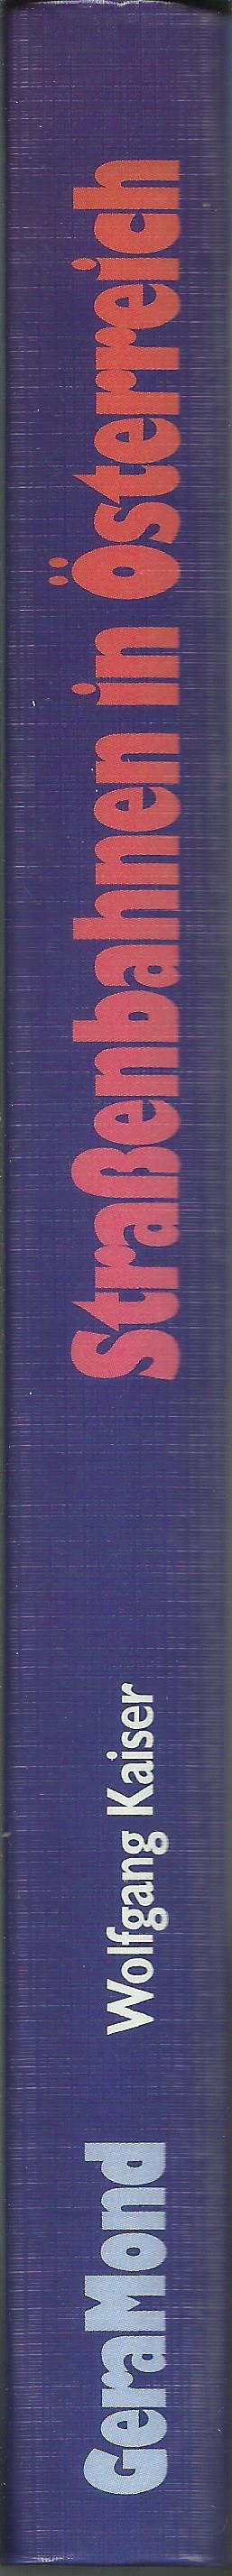 GeraMond
Wolfgang Kaiser
Straßenbahnen in Österreich